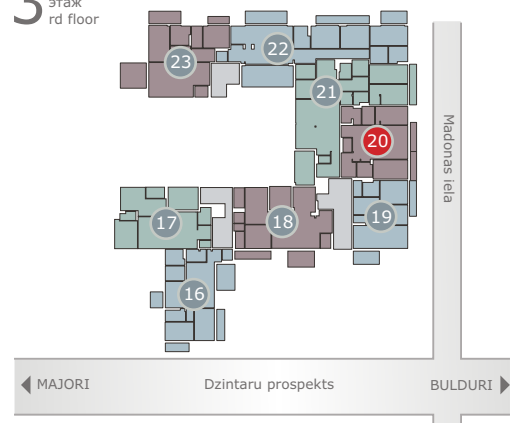 3 этаж
rd floor
23
22
21
20
Madonas iela
19
18
17
16
MAJORI
Dzintaru prospekts
BULDURI